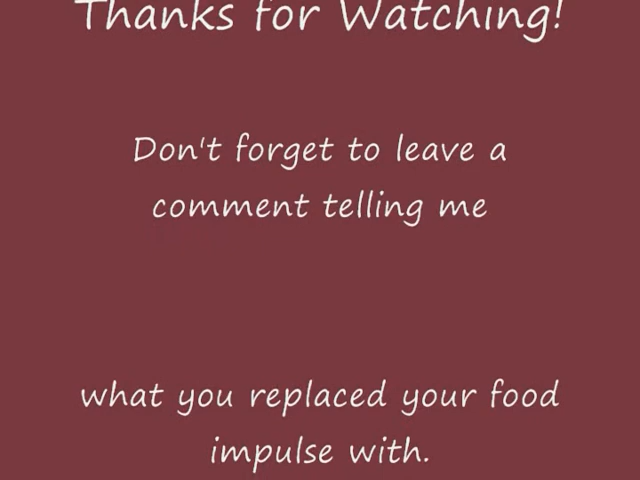 Thanks for Watching!
Don't forget to leave a
comment telling me
what you replaced your food
impulse with.